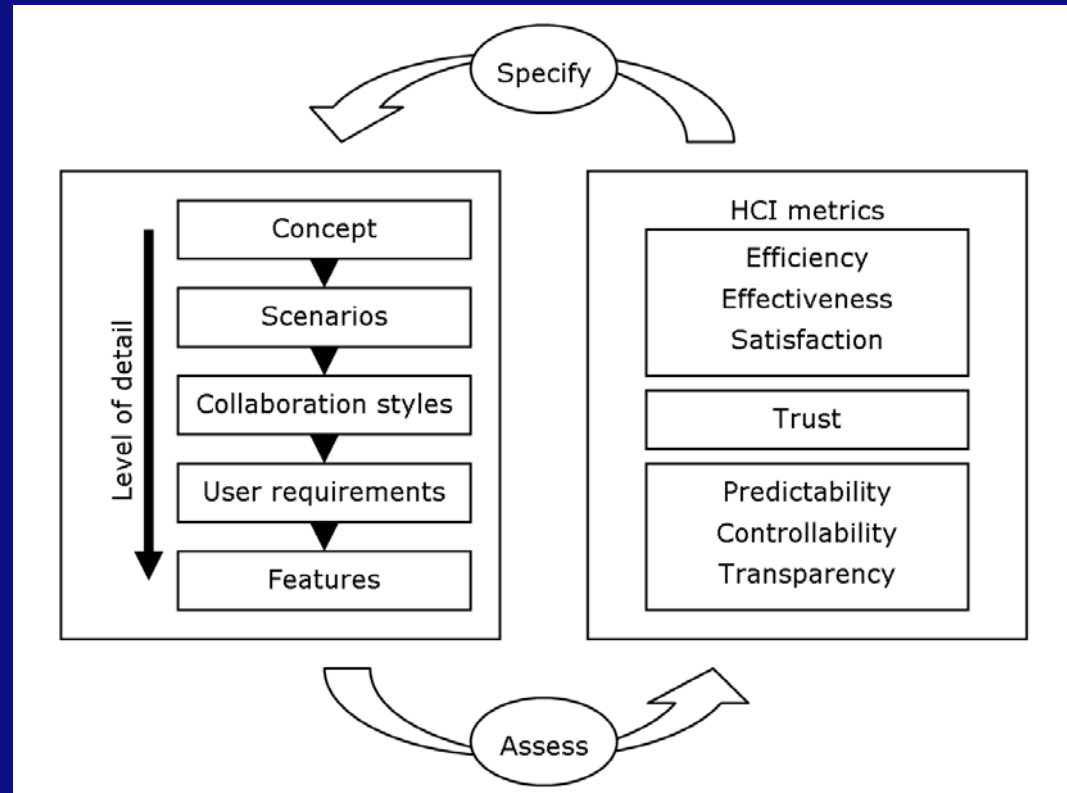 Specify
Level of detail
Concept
Scenarios
Collaboration styles
User requirements
Features
HCI metrics
Efficiency
Effectiveness
Satisfaction
Trust
Predictability
Controllability
Transparency
Assess